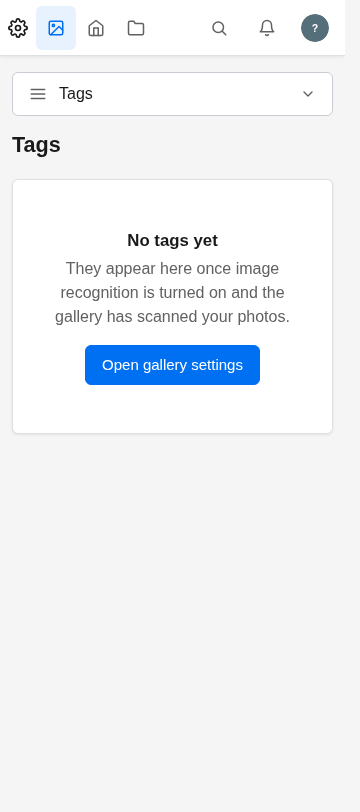 ?
Tags
Tags
No tags yet
They appear here once image
recognition is turned on and the
gallery has scanned your photos.
Open gallery settings